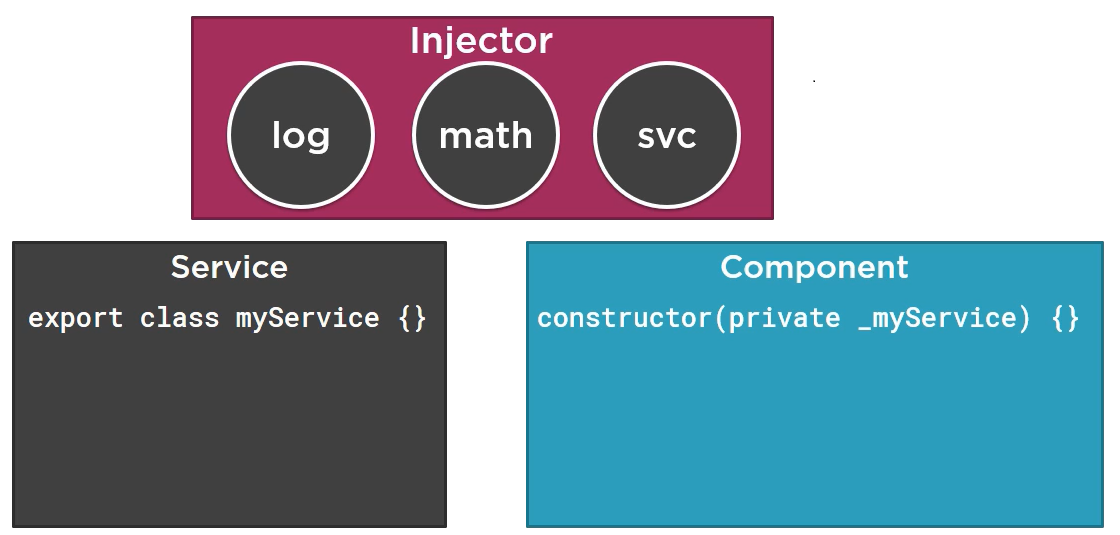 Injector
log math svc
Service
export class myService {}
Component
constructor(private _myService) {}